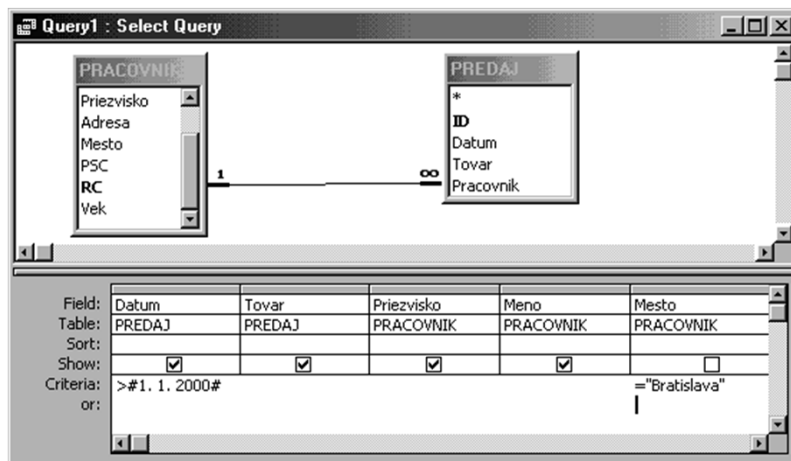 Query1 : Select Query
PRACOVNIK
Priezvisko
Adresa
Mesto
PSC
RC
Vek
1
∞
PREDAJ
*
ID
Datum
Tovar
Pracovnik
Field: Datum Tovar Priezvisko Meno Mesto
Table: PREDAJ PREDAJ PRACOVNIK PRACOVNIK PRACOVNIK
Sort:
Show:
Criteria: >#1. 1. 2000# ="Bratislava"
or: